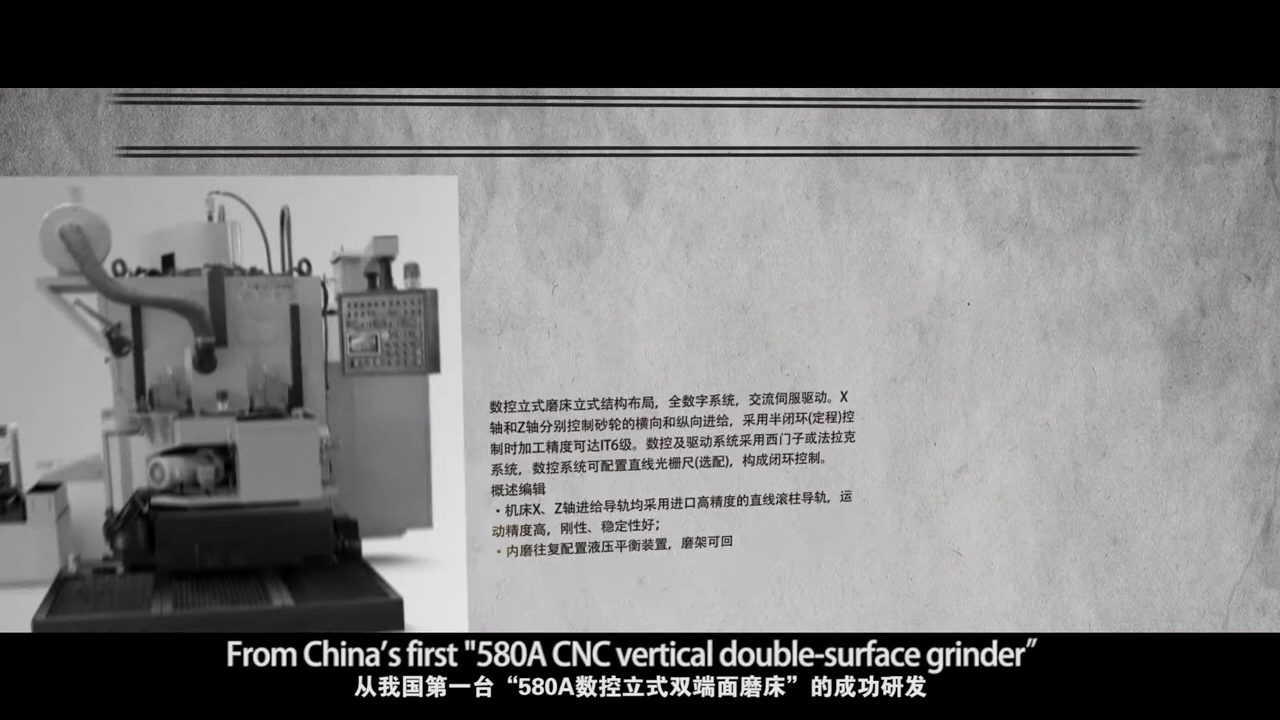 数控立式磨床立式结构布局，全数字系统，交流伺服驱动。X
轴和Z轴分别控制砂轮的横向和纵向进给，采用半闭环(定程)控
制时加工精度可达IT6级。数控及驱动系统采用西门子或法拉克
系统，数控系统可配置直线光栅尺(选配)，构成闭环控制。
概述编辑
·机床X、Z轴进给导轨均采用进口高精度的直线滚柱导轨，运
动精度高，刚性、稳定性好；
·内磨往复配置液压平衡装置，磨架可回
From China’s first "580A CNC vertical double-surface grinder”
从我国第一台“580A数控立式双端面磨床”的成功研发